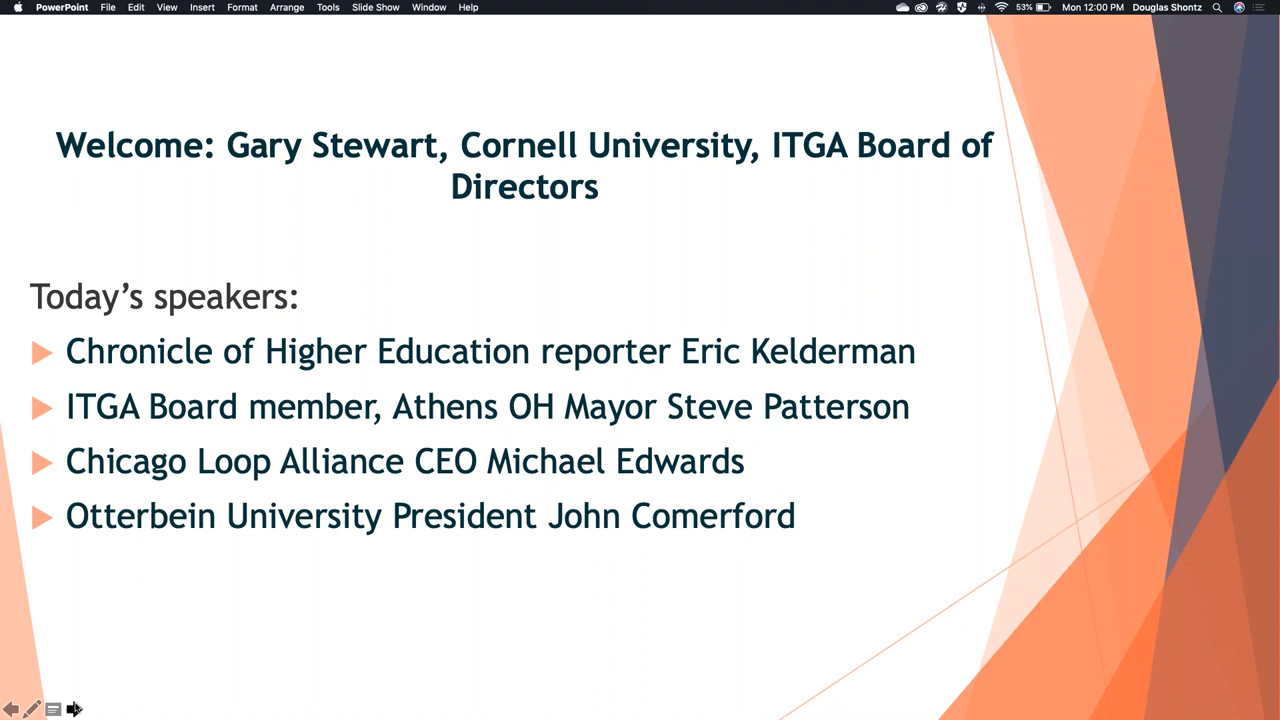 PowerPoint File Edit View Insert Format Arrange Tools Slide Show Window Help 53% Mon 12:00 PM Douglas Shontz
Welcome: Gary Stewart, Cornell University, ITGA Board of
Directors
Today’s speakers:
Chronicle of Higher Education reporter Eric Kelderman
ITGA Board member, Athens OH Mayor Steve Patterson
Chicago Loop Alliance CEO Michael Edwards
Otterbein University President John Comerford